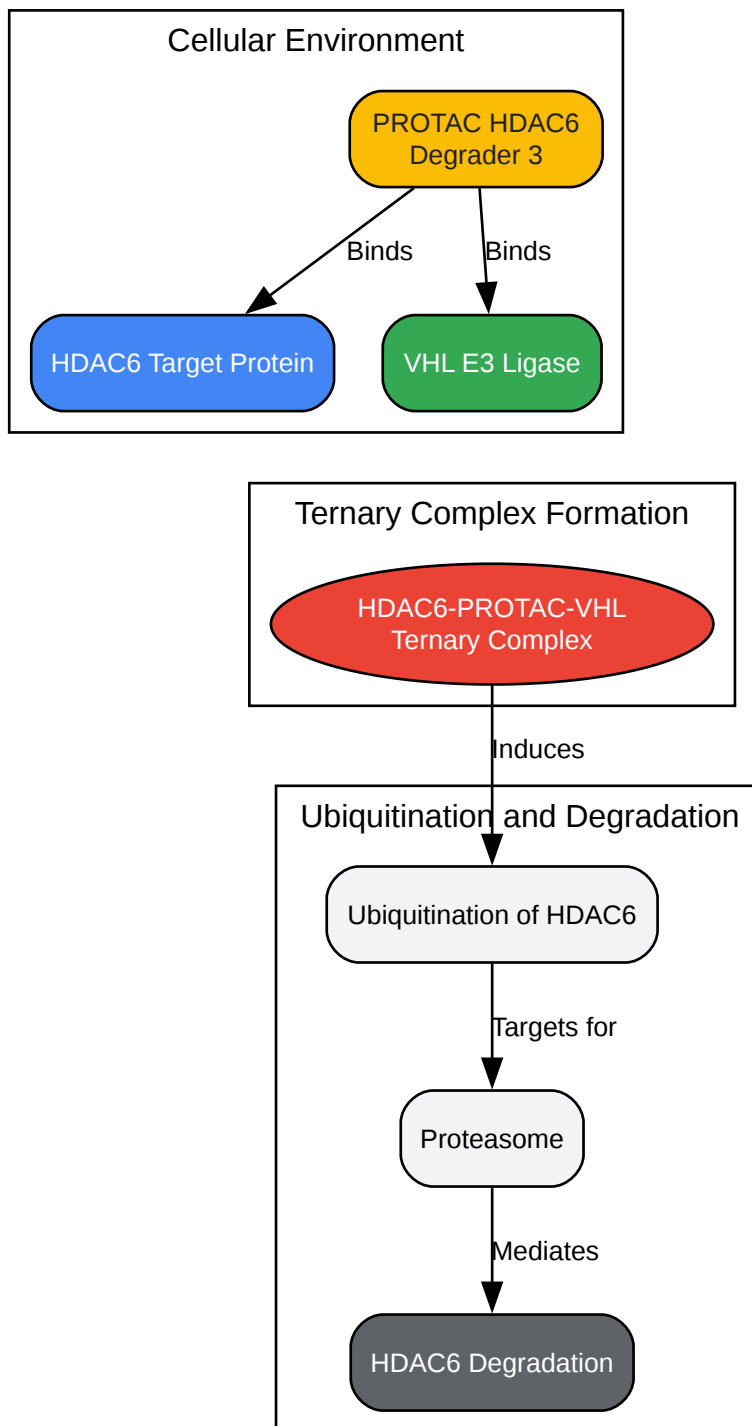 Cellular Environment
PROTAC HDAC6
Degrader 3
Binds
Binds
HDAC6 Target Protein
VHL E3 Ligase
Ternary Complex Formation
HDAC6-PROTAC-VHL
Ternary Complex
Induces
Ubiquitination and Degradation
Ubiquitination of HDAC6
Targets for
Proteasome
Mediates
HDAC6 Degradation